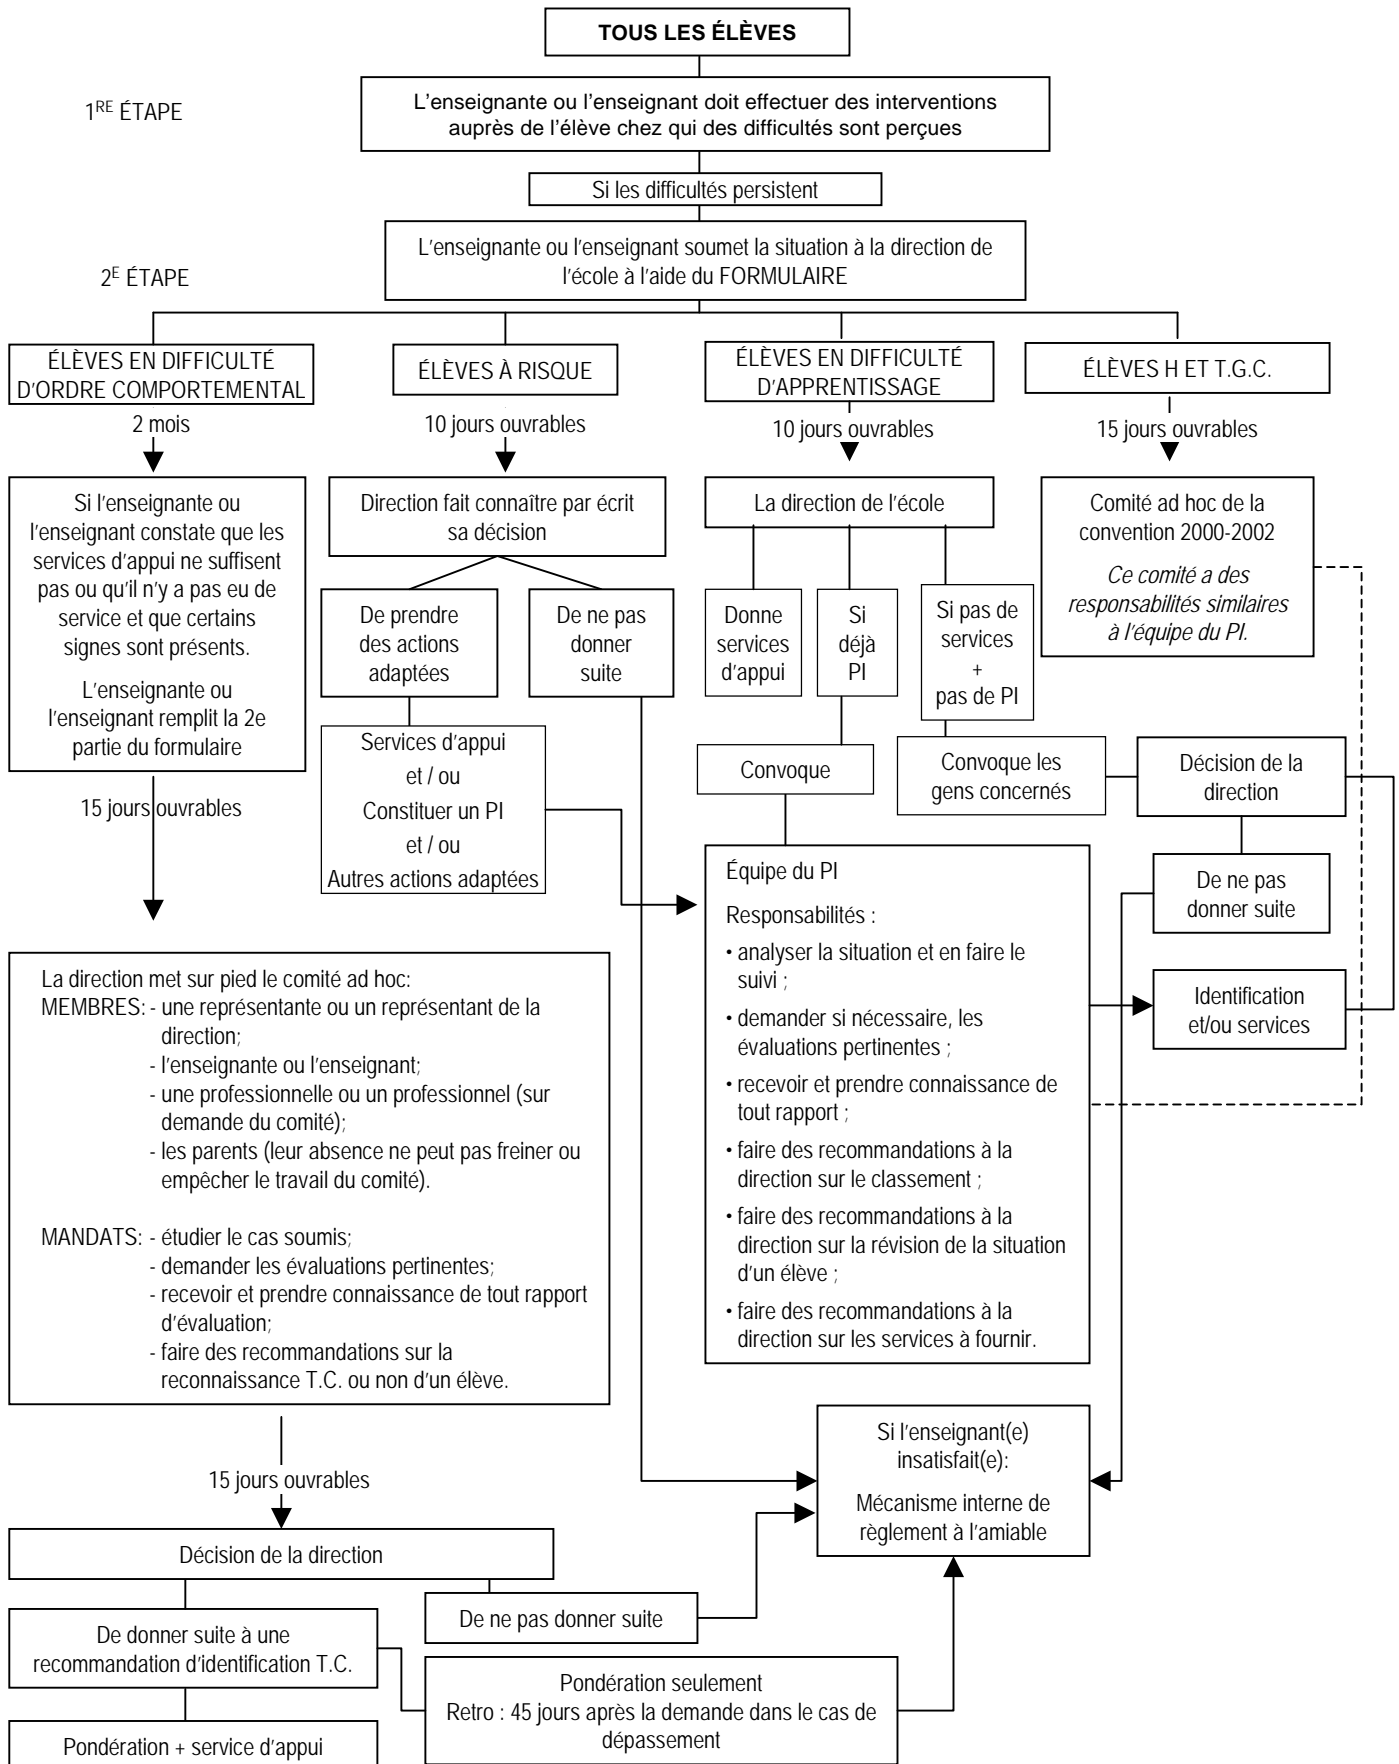 TOUS LES ÉLÈVES
1RE ÉTAPE
L'enseignante ou l'enseignant doit effectuer des interventions
auprès de l'élève chez qui des difficultés sont perçues
Si les difficultés persistent
2E ÉTAPE
L'enseignante ou l'enseignant soumet la situation à la direction de
l'école à l'aide du FORMULAIRE
ÉLÈVES EN DIFFICULTÉ
D'ORDRE COMPORTEMENTAL
2 mois
Si l'enseignante ou
l'enseignant constate que les
services d'appui ne suffisent
pas ou qu'il n'y a pas eu de
service et que certains
signes sont présents.
L'enseignante ou
l'enseignant remplit la 2e
partie du formulaire
15 jours ouvrables
ÉLÈVES À RISQUE
10 jours ouvrables
Direction fait connaître par écrit
sa décision
De prendre
des actions
adaptées
De ne pas
donner
suite
Services d'appui
et / ou
Constituer un PI
et / ou
Autres actions adaptées
ÉLÈVES EN DIFFICULTÉ
D'APPRENTISSAGE
10 jours ouvrables
La direction de l'école
Donne
services
d'appui
Si
déjà
PI
Si pas de
services
+
pas de PI
Convoque
Convoque les
gens concernés
ÉLÈVES H ET T.G.C.
15 jours ouvrables
Comité ad hoc de la
convention 2000-2002
Ce comité a des
responsabilités similaires
à l'équipe du PI.
Décision de la
direction
De ne pas
donner suite
Identification
et/ou services
Équipe du PI
Responsabilités :
• analyser la situation et en faire le
suivi ;
• demander si nécessaire, les
évaluations pertinentes ;
• recevoir et prendre connaissance de
tout rapport ;
• faire des recommandations à la
direction sur le classement ;
• faire des recommandations à la
direction sur la révision de la situation
d'un élève ;
• faire des recommandations à la
direction sur les services à fournir.
La direction met sur pied le comité ad hoc:
MEMBRES: - une représentante ou un représentant de la
direction;
- l'enseignante ou l'enseignant;
- une professionnelle ou un professionnel (sur
demande du comité);
- les parents (leur absence ne peut pas freiner ou
empêcher le travail du comité).
MANDATS: - étudier le cas soumis;
- demander les évaluations pertinentes;
- recevoir et prendre connaissance de tout rapport
d'évaluation;
- faire des recommandations sur la
reconnaissance T.C. ou non d'un élève.
15 jours ouvrables
Si l'enseignant(e)
insatisfait(e):
Mécanisme interne de
règlement à l'amiable
Décision de la direction
De ne pas donner suite
De donner suite à une
recommandation d'identification T.C.
Pondération seulement
Retro : 45 jours après la demande dans le cas de
dépassement
Pondération + service d'appui